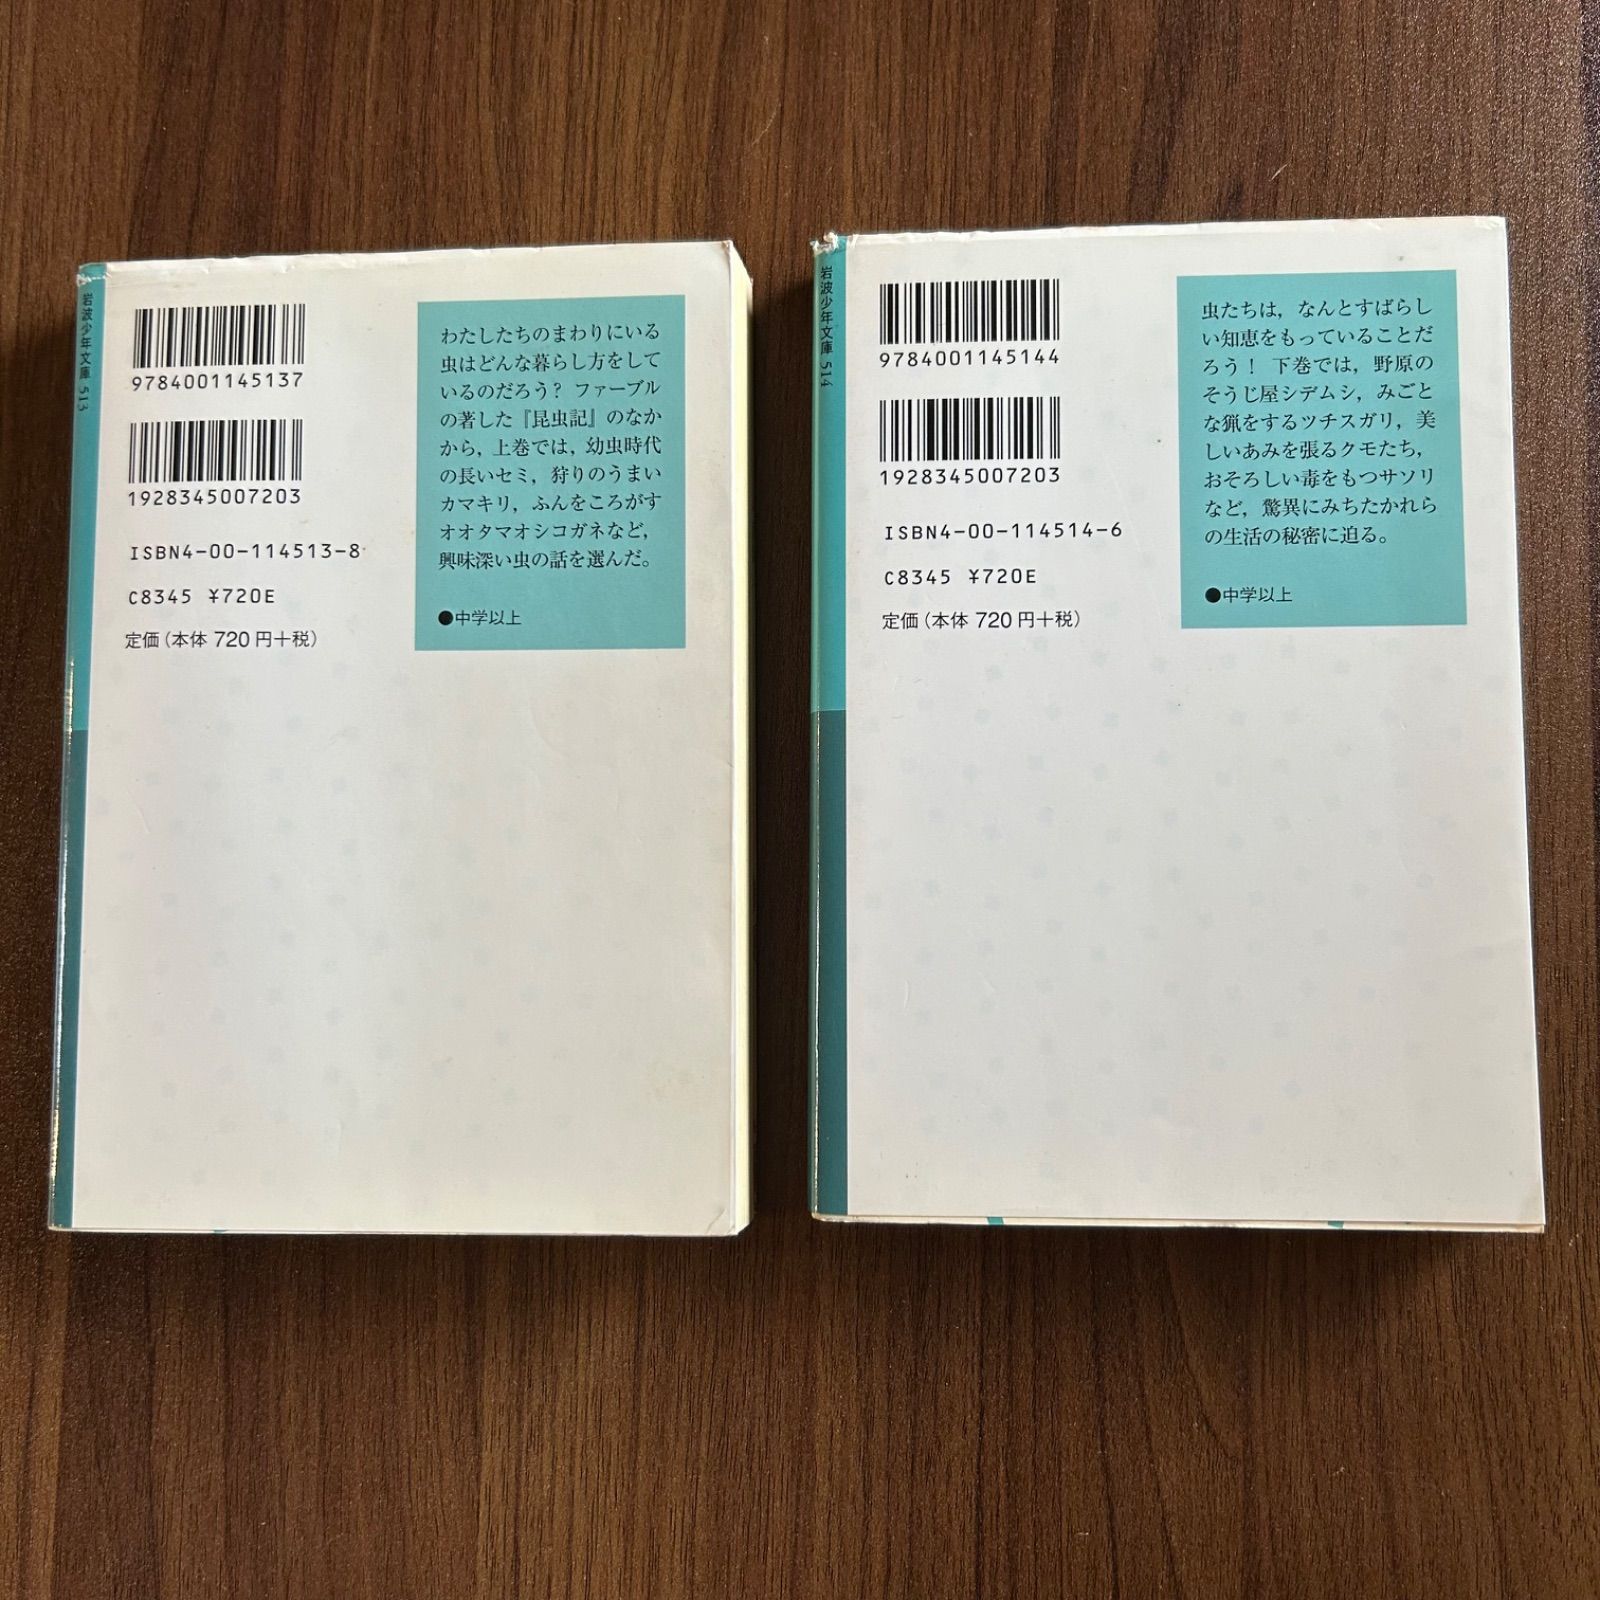 岩波少年文庫 513
9784001145137
1928345007203
ISBN4-00-114513-8
C8345 ¥720E
定価(本体 720円+税)
わたしたちのまわりにいる
虫はどんな暮らし方をして
いるのだろう? ファーブル
の著した『昆虫記』のなか
から，上巻では，幼虫時代
の長いセミ，狩りのうまい
カマキリ，ふんをころがす
オオタマオシコガネなど，
興味深い虫の話を選んだ。
●中学以上
岩波少年文庫 514
9784001145144
1928345007203
ISBN4-00-114514-6
C8345 ¥720E
定価(本体 720円+税)
虫たちは，なんとすばらし
い知恵をもっていることだ
ろう! 下巻では，野原の
そうじ屋シデムシ，みごと
な猟をするツチスガリ，美
しいあみを張るクモたち，
おそろしい毒をもつサソリ
など，驚異にみちたかれら
の生活の秘密に迫る。
●中学以上